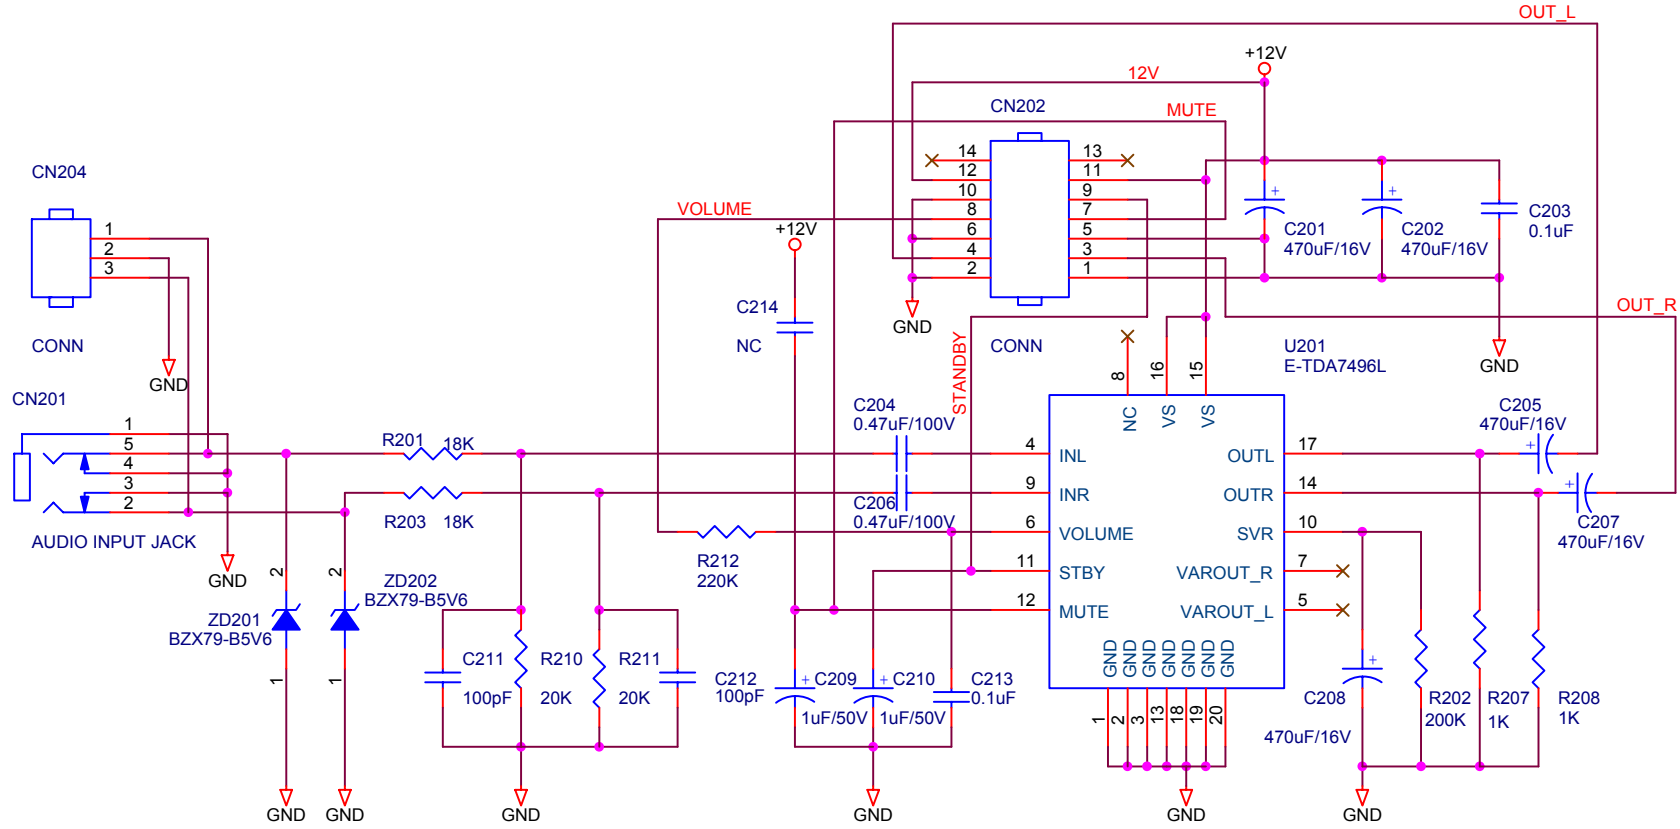 OUT_L
+12V
12V
CN202
MUTE
14
13
12
11
10
9
8
7
6
5
4
3
2
1
CN204
1
2
3
CONN
GND
VOLUME
+12V
C214
NC
GND
STANDBY
CONN
C201
470uF/16V
C202
470uF/16V
C203
0.1uF
OUT_R
GND
U201
E-TDA7496L
CN201
1
5
4
3
2
AUDIO INPUT JACK
GND
R201
18K
R203
18K
C204
0.47uF/100V
C206
0.47uF/100V
R212
220K
8
16
15
NC
VS
VS
4
INL
9
INR
6
VOLUME
11
STBY
12
MUTE
OUTL
17
OUTR
14
SVR
10
VAROUT_R
7
VAROUT_L
5
GND
GND
GND
GND
GND
GND
GND
1
2
3
13
18
19
20
C205
470uF/16V
C207
470uF/16V
2
2
ZD201
BZX79-B5V6
ZD202
BZX79-B5V6
1
1
C211
100pF
R210
20K
R211
20K
C212
100pF
C209
1uF/50V
C210
1uF/50V
C213
0.1uF
C208
470uF/16V
R202
200K
R207
1K
R208
1K
GND
GND
GND
GND
GND
GND